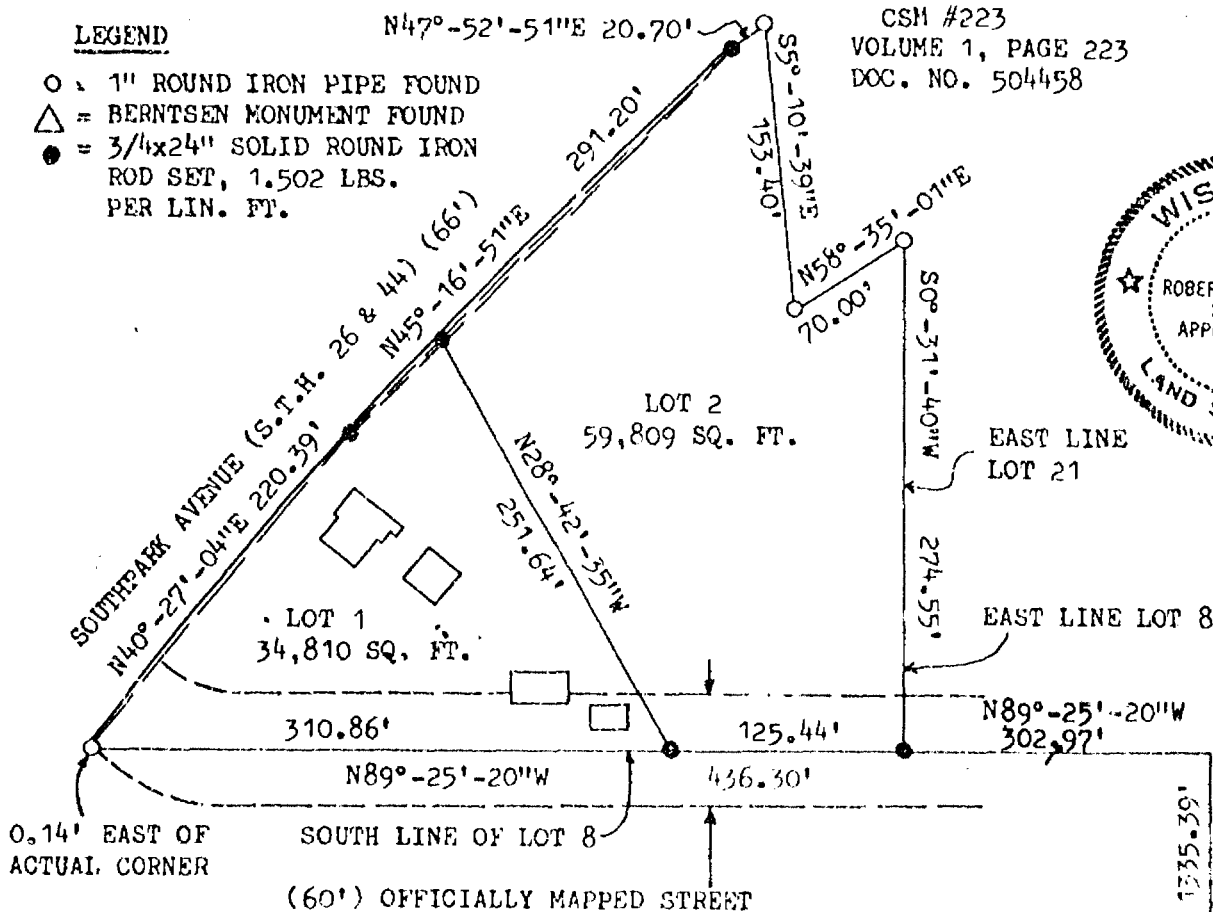 LEGEND
1" ROUND IRON PIPE FOUND
= BERNTSEN MONUMENT FOUND
= 3/4x24" SOLID ROUND IRON
ROD SET, 1.502 LBS.
PER LIN. FT.
N47°-52'-51"E 20.70'
CSM #223
VOLUME 1, PAGE 223
DOC. NO. 504458
S5°-10'-39"E
153.40'
291.20'
N45°-16'-51"E
SOUTHPARK AVENUE (S.T.H. 26 & 44) (66')
N40°-27'-04"E 220.39'
N58°-35'-01"E
70.00'
S0°-31'-40"W
274.55'
WIS
ROBER
APP
LAND S
LOT 2
59,809 SQ. FT.
EAST LINE
LOT 21
N28°-42'-35"W
251.64'
LOT 1
34,810 SQ. FT.
EAST LINE LOT 8
310.86'
125.44'
N89°-25'-20"W
302.97'
N89°-25'-20"W
436.30'
0.14' EAST OF
ACTUAL CORNER
SOUTH LINE OF LOT 8
(60') OFFICIALLY MAPPED STREET
1335.39'